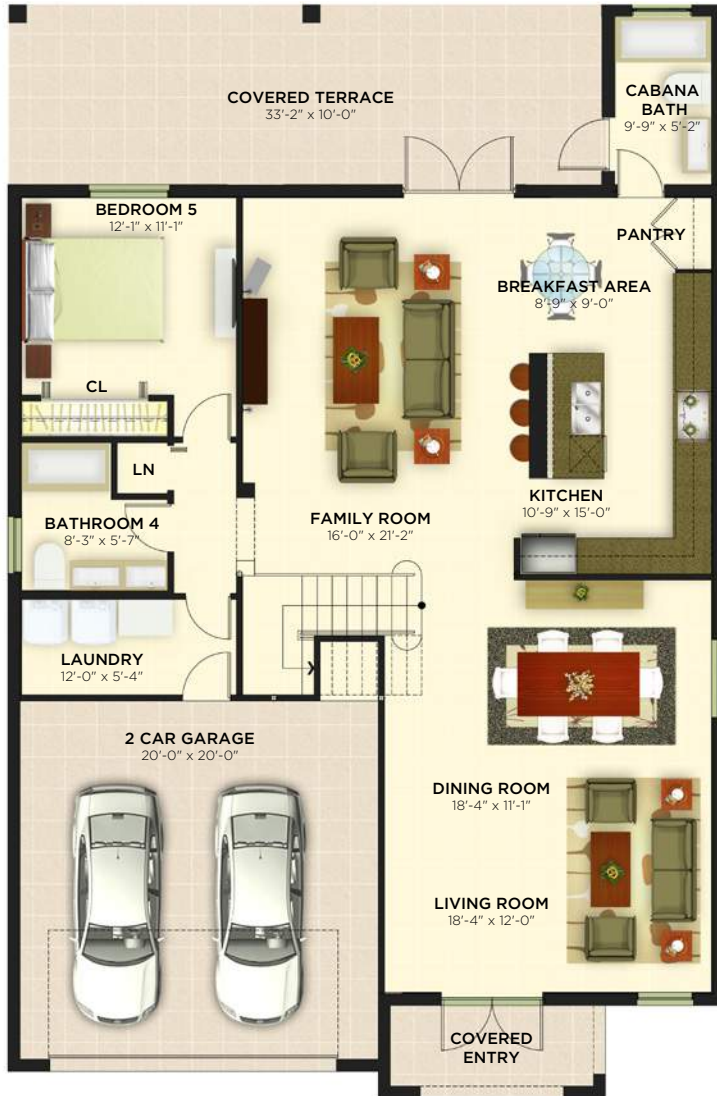 COVERED TERRACE
33'-2" x 10'-0"
CABANA
BATH
9'-9" x 5'-2"
BEDROOM 5
12'-1" x 11'-1"
PANTRY
BREAKFAST AREA
8'-9" x 9'-0"
CL
LN
BATHROOM 4
8'-3" x 5'-7"
FAMILY ROOM
16'-0" x 21'-2"
KITCHEN
10'-9" x 15'-0"
LAUNDRY
12'-0" x 5'-4"
2 CAR GARAGE
20'-0" x 20'-0"
DINING ROOM
18'-4" x 11'-1"
LIVING ROOM
18'-4" x 12'-0"
COVERED
ENTRY